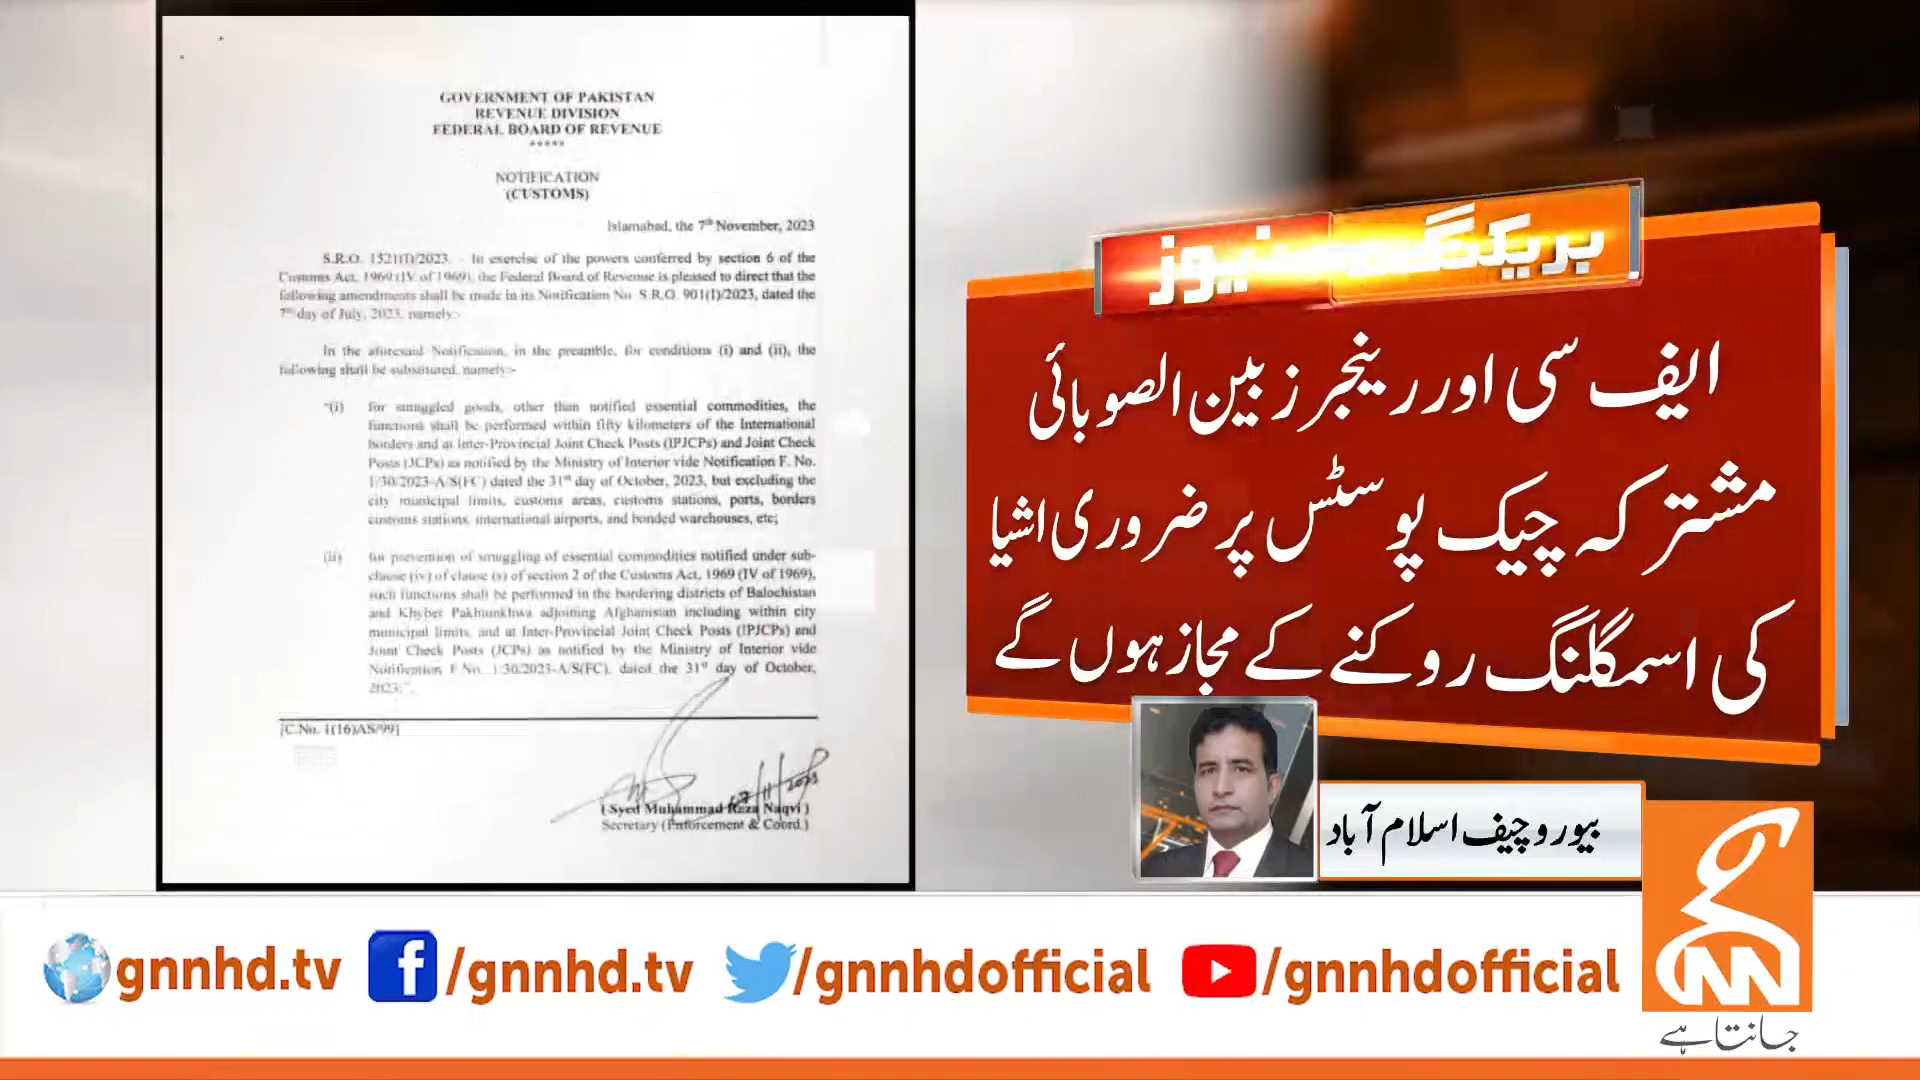 GOVERNMENT OF PAKISTAN
REVENUE DIVISION
FEDERAL BOARD OF REVENUE
*****
NOTIFICATION
(CUSTOMS)
Islamabad, the 7th November, 2023
S.R.O. 1521(I)/2023. - In exercise of the powers conferred by section 6 of the
Customs Act, 1969 (IV of 1969), the Federal Board of Revenue is pleased to direct that the
following amendments shall be made in its Notification No. S.R.O. 901(I)/2023, dated the
7th day of July, 2023, namely:-
In the aforesaid Notification, in the preamble, for conditions (i) and (ii), the
following shall be substituted, namely:-
"(i) for smuggled goods, other than notified essential commodities, the
functions shall be performed within fifty kilometers of the International
borders and at Inter-Provincial Joint Check Posts (IPJCPs) and Joint Check
Posts (JCPs) as notified by the Ministry of Interior vide Notification F. No.
1/30/2023-A/S(FC) dated the 31st day of October, 2023, but excluding the
city municipal limits, customs areas, customs stations, ports, borders
customs stations, international airports, and bonded warehouses, etc;
(ii) for prevention of smuggling of essential commodities notified under sub-
clause (iv) of clause (s) of section 2 of the Customs Act, 1969 (IV of 1969),
such functions shall be performed in the bordering districts of Balochistan
and Khyber Pakhtunkhwa adjoining Afghanistan including within city
municipal limits, and at Inter-Provincial Joint Check Posts (IPJCPs) and
Joint Check Posts (JCPs) as notified by the Ministry of Interior vide
Notification F.No. 1/30/2023-A/S(FC), dated the 31st day of October,
2023;".
[C.No. 1(16)AS/99]
07/11/2023
(Syed Muhammad Raza Naqvi)
Secretary (Enforcement & Coord.)
بریکنگ نیوز
ایف سی اور رینجرز بین الصوبائی
مشترکہ چیک پوسٹس پر ضروری اشیا
کی اسمگلنگ روکنے کے مجاز ہوں گے
بیورو چیف اسلام آباد
gnnhd.tv /gnnhd.tv /gnnhdofficial /gnnhdofficial
GNN
جانتا ہے